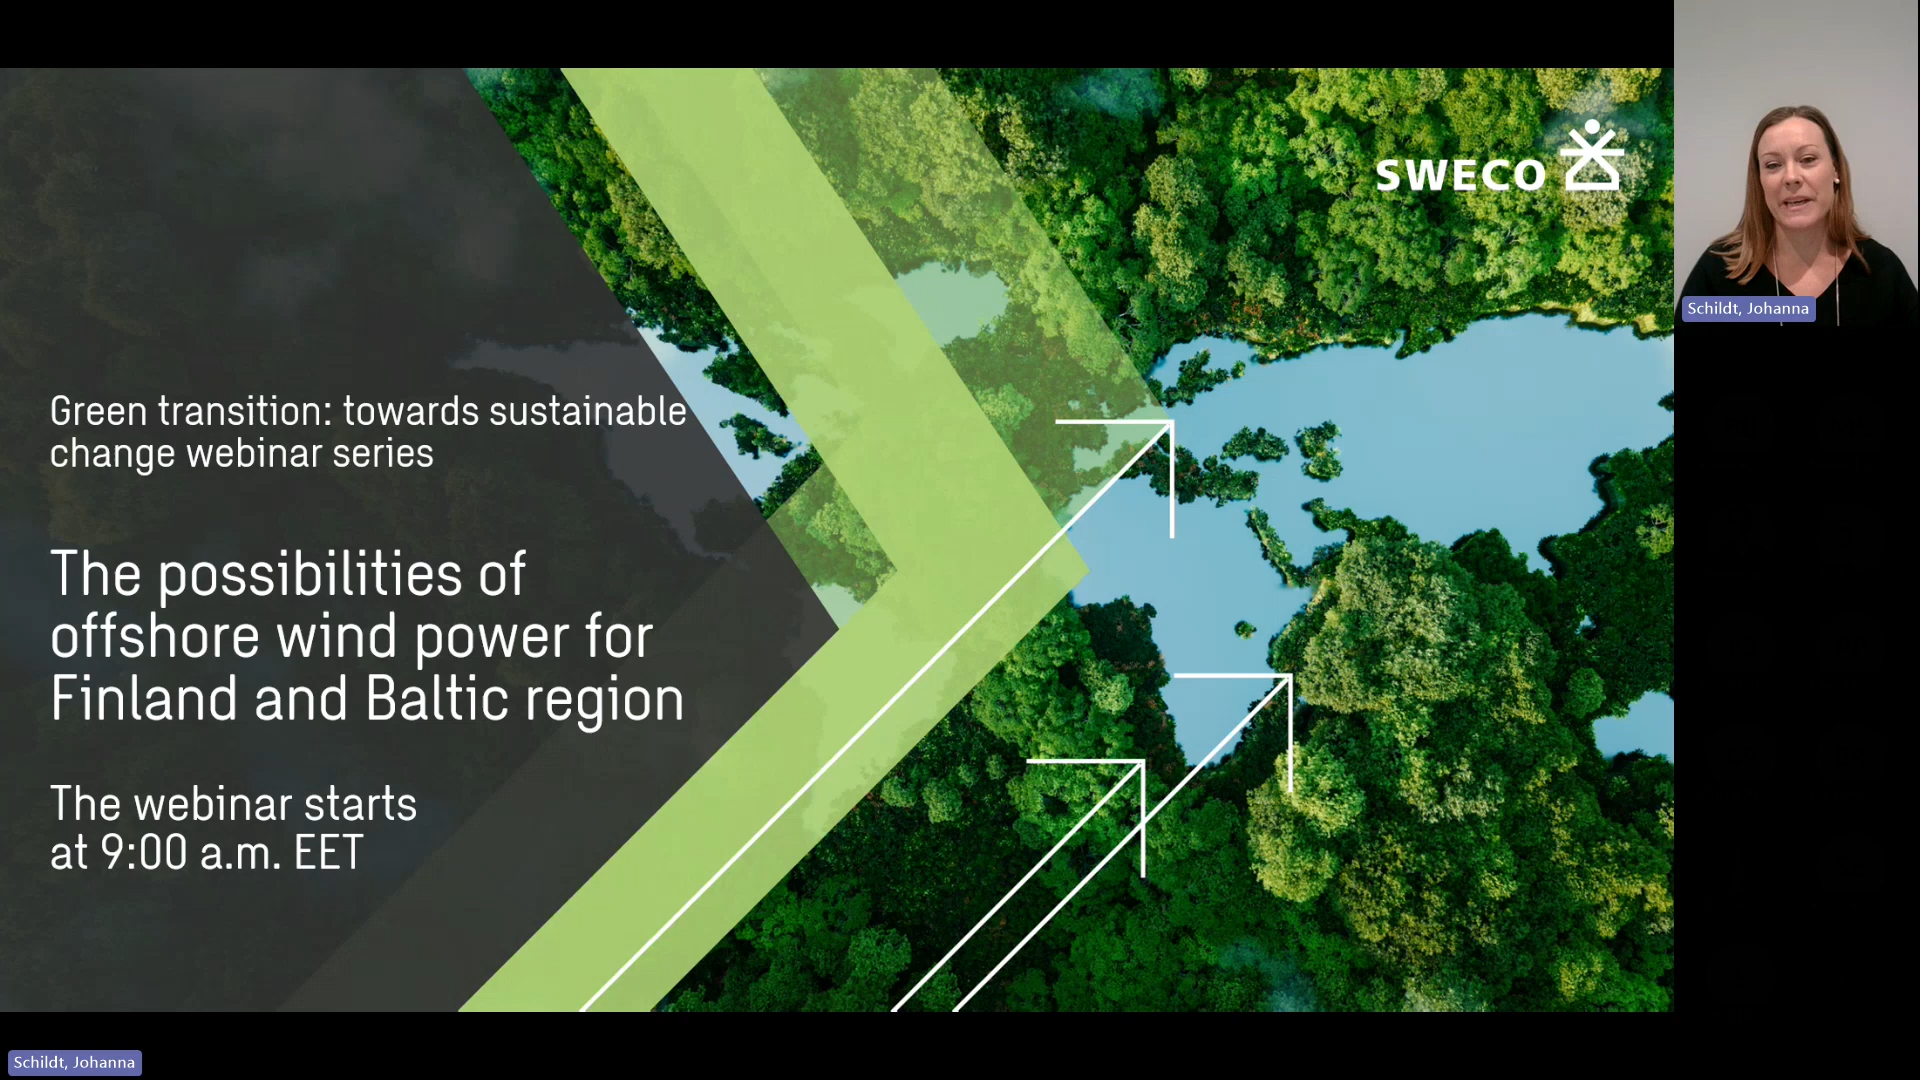 SWECO
Green transition: towards sustainable
change webinar series
The possibilities of
offshore wind power for
Finland and Baltic region
The webinar starts
at 9:00 a.m. EET
Schildt, Johanna
Schildt, Johanna